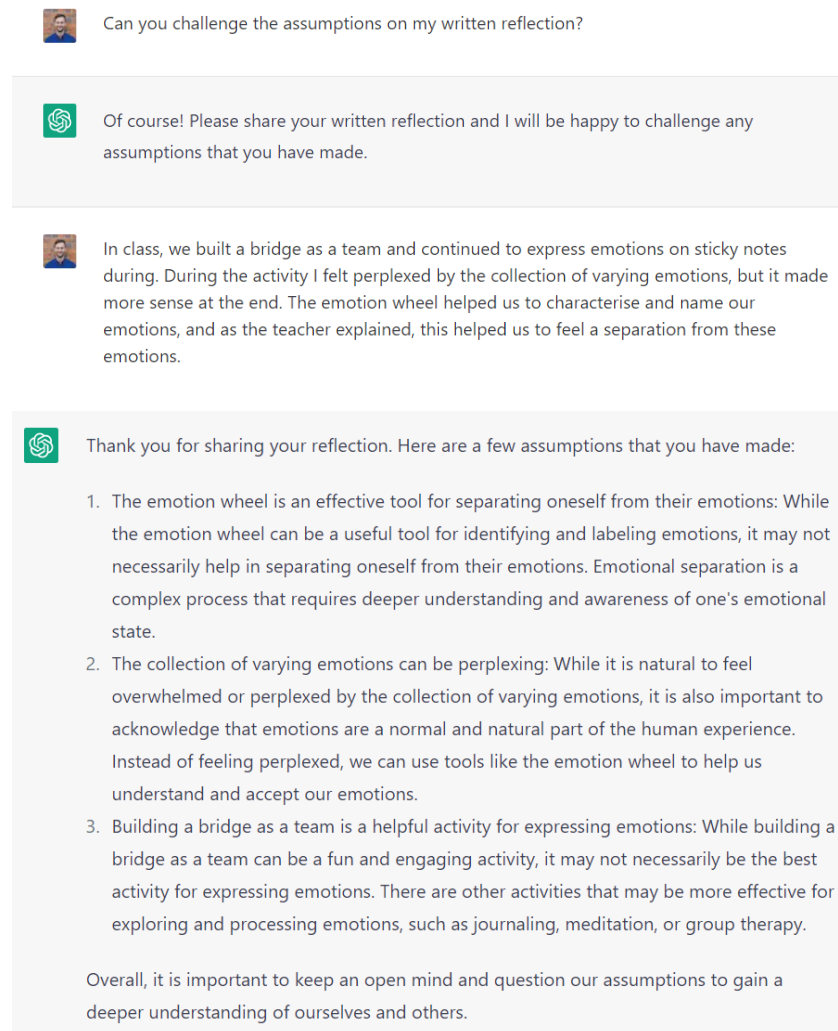 Can you challenge the assumptions on my written reflection?
Of course! Please share your written reflection and I will be happy to challenge any
assumptions that you have made.
In class, we built a bridge as a team and continued to express emotions on sticky notes
during. During the activity I felt perplexed by the collection of varying emotions, but it made
more sense at the end. The emotion wheel helped us to characterise and name our
emotions, and as the teacher explained, this helped us to feel a separation from these
emotions.
Thank you for sharing your reflection. Here are a few assumptions that you have made:
1. The emotion wheel is an effective tool for separating oneself from their emotions: While
the emotion wheel can be a useful tool for identifying and labeling emotions, it may not
necessarily help in separating oneself from their emotions. Emotional separation is a
complex process that requires deeper understanding and awareness of one's emotional
state.
2. The collection of varying emotions can be perplexing: While it is natural to feel
overwhelmed or perplexed by the collection of varying emotions, it is also important to
acknowledge that emotions are a normal and natural part of the human experience.
Instead of feeling perplexed, we can use tools like the emotion wheel to help us
understand and accept our emotions.
3. Building a bridge as a team is a helpful activity for expressing emotions: While building a
bridge as a team can be a fun and engaging activity, it may not necessarily be the best
activity for expressing emotions. There are other activities that may be more effective for
exploring and processing emotions, such as journaling, meditation, or group therapy.
Overall, it is important to keep an open mind and question our assumptions to gain a
deeper understanding of ourselves and others.